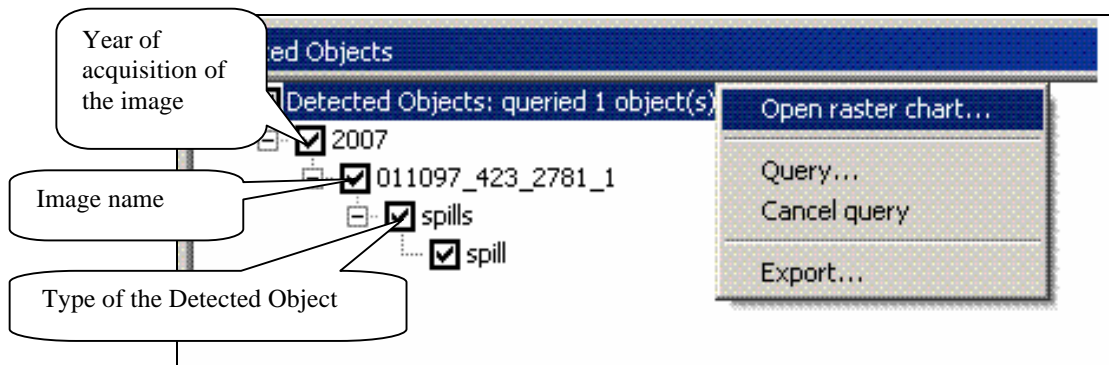 Year of
acquisition of
the image
ed Objects
Detected Objects: queried 1 object(s)
2007
Image name
011097_423_2781_1
spills
spill
Type of the Detected Object
Open raster chart...
Query...
Cancel query
Export...